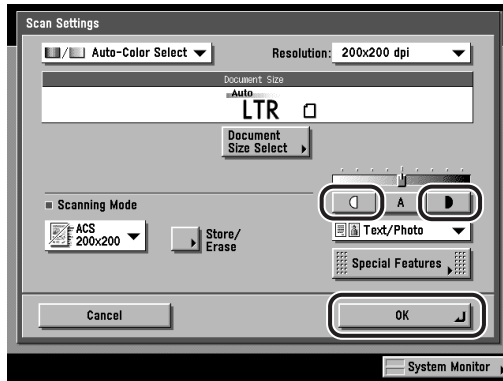 Scan Settings
Auto-Color Select
Resolution: 200x200 dpi
Document Size
Auto
LTR
Document
Size Select
A
Scanning Mode
ACS
200x200
Store/
Erase
Text/Photo
Special Features
Cancel
OK
System Monitor